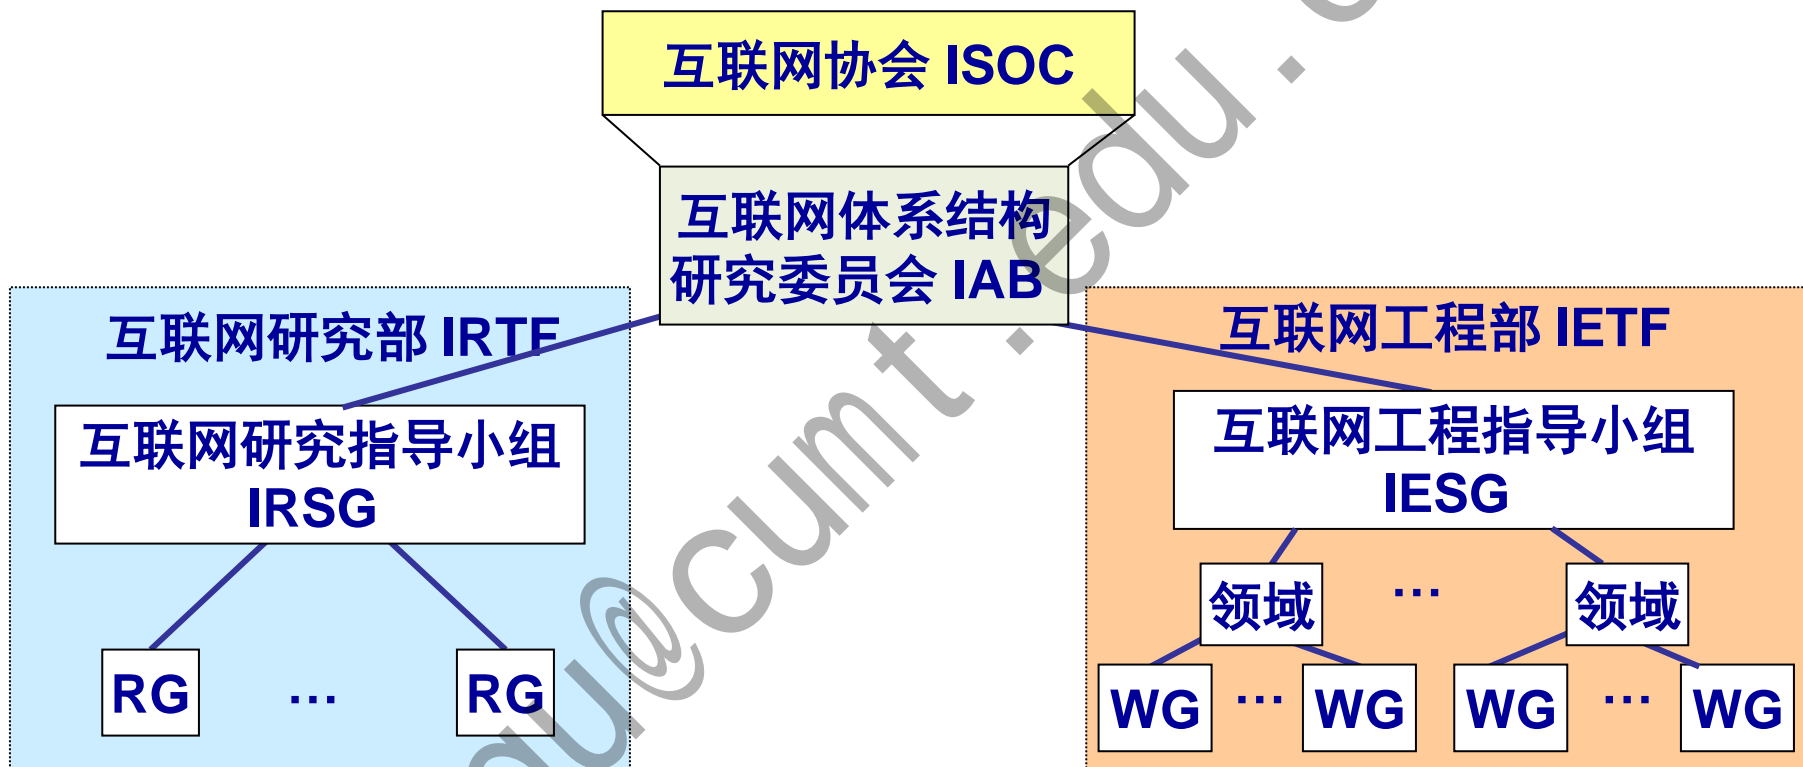 互联网协会 ISOC
互联网体系结构
研究委员会 IAB
互联网研究部 IRTF
互联网工程部 IETF
互联网研究指导小组
IRSG
互联网工程指导小组
IESG
领域 … 领域
RG … RG
WG … WG WG … WG
u@cumt.edu.c